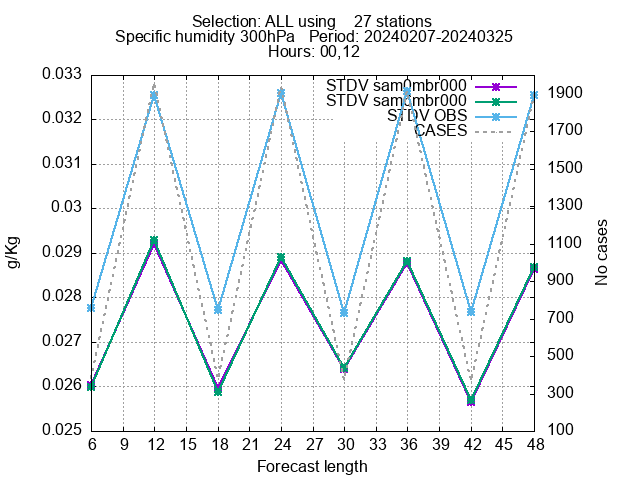 Selection: ALL using 27 stations
Specific humidity 300hPa Period: 20240207-20240325
Hours: 00,12
STDV samombr000
STDV samnmbr000
STDV OBS
CASES
0.033
0.032
0.031
0.03
0.029
0.028
0.027
0.026
0.025
g/Kg
1900
1700
1500
1300
1100
900
700
500
300
100
No cases
6 9 12 15 18 21 24 27 30 33 36 39 42 45 48
Forecast length